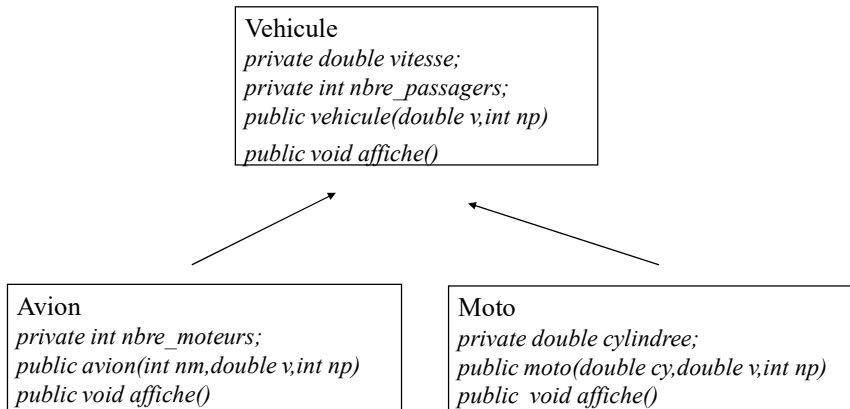 Vehicule
private double vitesse;
private int nbre_passagers;
public vehicule(double v,int np)
public void affiche()
Avion
private int nbre_moteurs;
public avion(int nm,double v,int np)
public void affiche()
Moto
private double cylindree;
public moto(double cy,double v,int np)
public  void affiche()